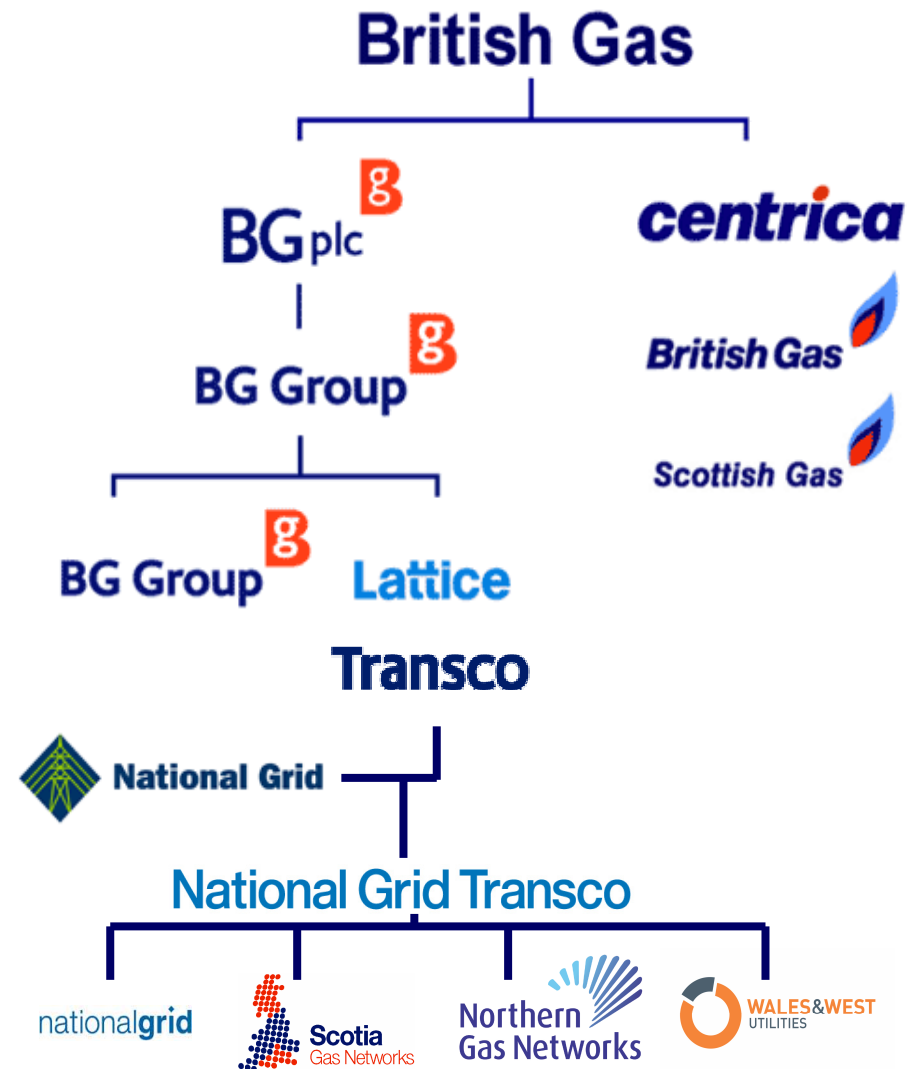 British Gas
BG plc
g
centrica
BG Group
g
British Gas
Scottish Gas
BG Group
g
Lattice
Transco
National Grid
National Grid Transco
nationalgrid
Scotia
Gas Networks
Northern
Gas Networks
WALES&WEST
UTILITIES